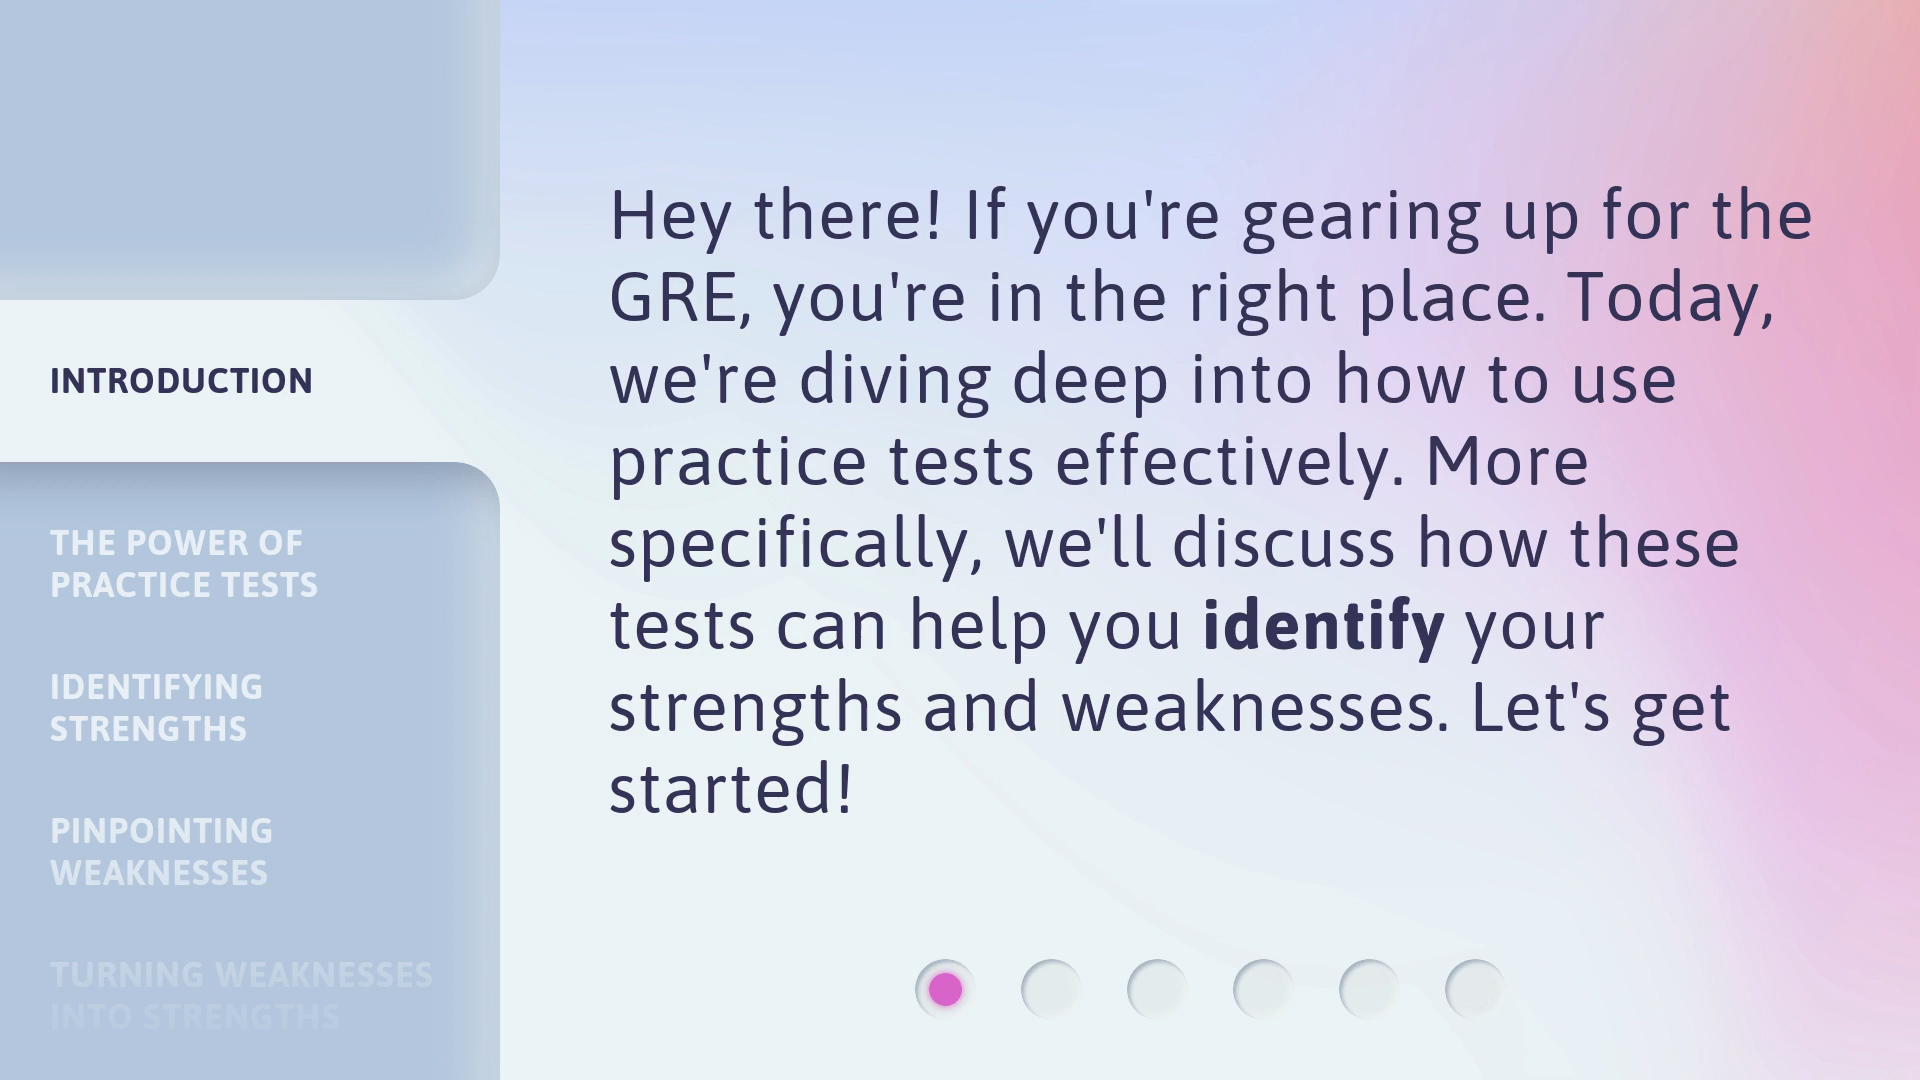 INTRODUCTION
THE POWER OF
PRACTICE TESTS
IDENTIFYING
STRENGTHS
PINPOINTING
WEAKNESSES
TURNING WEAKNESSES
INTO STRENGTHS
Hey there! If you're gearing up for the
GRE, you're in the right place. Today,
we're diving deep into how to use
practice tests effectively. More
specifically, we'll discuss how these
tests can help you identify your
strengths and weaknesses. Let's get
started!